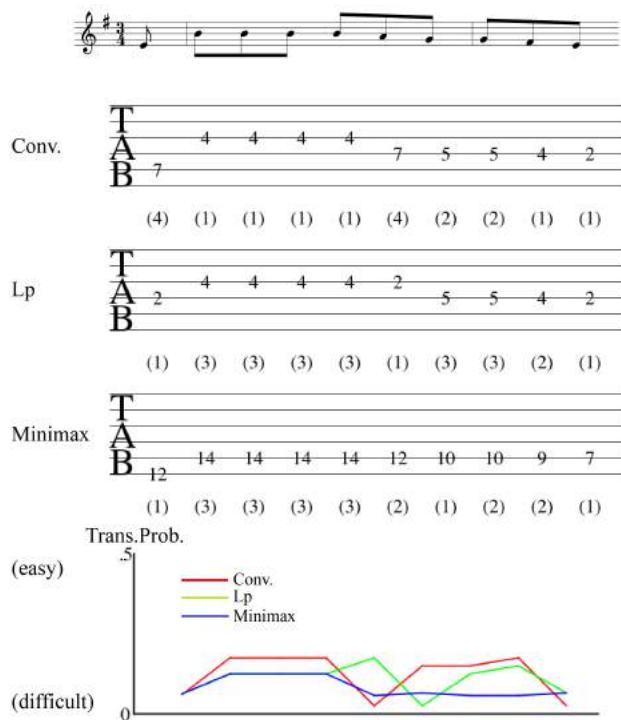 3
4
T
A
B
Conv.
7 4 4 4 4 7 5 5 4 2
(4) (1) (1) (1) (1) (4) (2) (2) (1) (1)
T
A
B
Lp
2 4 4 4 4 2 5 5 4 2
(1) (3) (3) (3) (3) (1) (3) (3) (2) (1)
T
A
B
Minimax
12 14 14 14 14 12 10 10 9 7
(1) (3) (3) (3) (3) (2) (1) (1) (2) (1)
Trans.Prob.
.5
(easy)
Conv.
Lp
Minimax
(difficult)
0